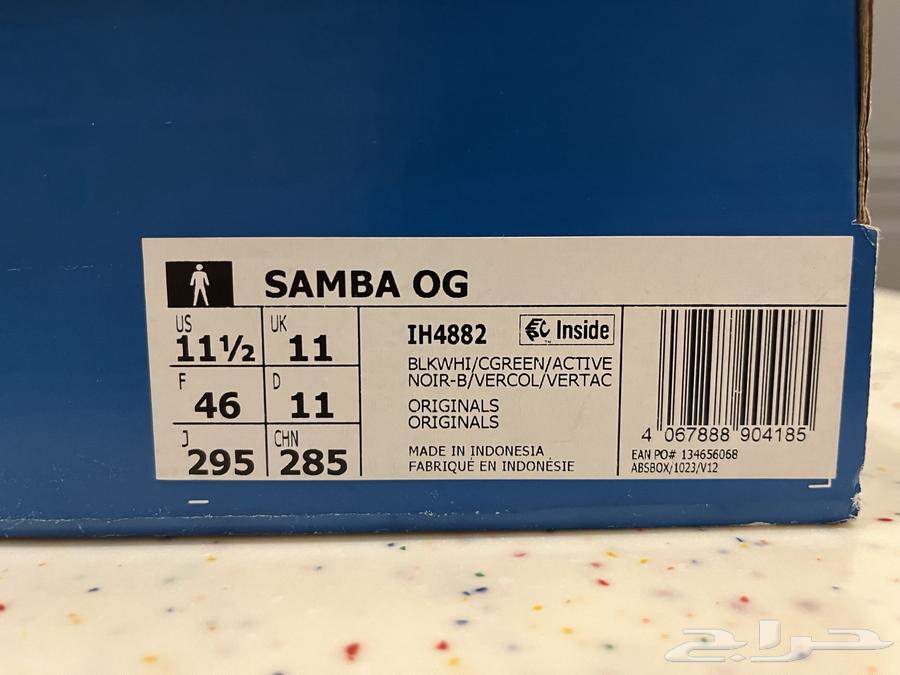 SAMBA OG
US
11½
UK
11
F
46
D
11
J
295
CHN
285
IH4882
Inside
BLKWHI/CGREEN/ACTIVE
NOIR-B/VERCOL/VERTAC
ORIGINALS
ORIGINALS
MADE IN INDONESIA
FABRIQUÉ EN INDONÉSIE
4 067888 904185
EAN PO# 134656068
ABSBOX/1023/V12
حراج